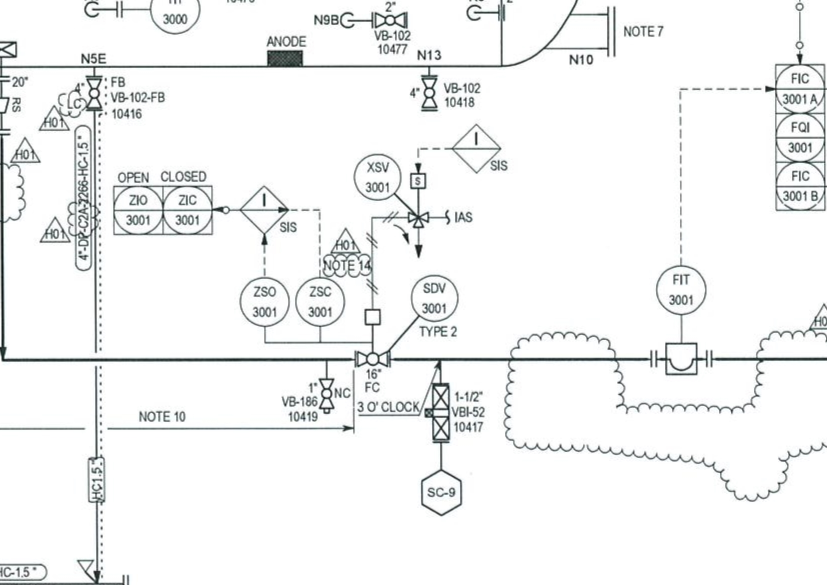 3000
N9B
2"
VB-102
10477
ANODE
N5E
N13
NOTE 7
N10
20"
RS
4"
FB
VB-102-FB
10416
LC
H01
H01
H01
4"
VB-102
10418
FIC
3001 A
FQI
3001
FIC
3001 B
4"-DP-C2A-2266-HC-1.5"
OPEN CLOSED
ZIO
3001
ZIC
3001
I
SIS
XSV
3001
S
I
SIS
IAS
H01
NOTE 14
ZSO
3001
ZSC
3001
SDV
3001
TYPE 2
FIT
3001
16"
FC
1"
VB-186
10419
NC
NOTE 10
3 O' CLOCK
1-1/2"
VBI-52
10417
SC-9
HC1.5"
HC-1.5"